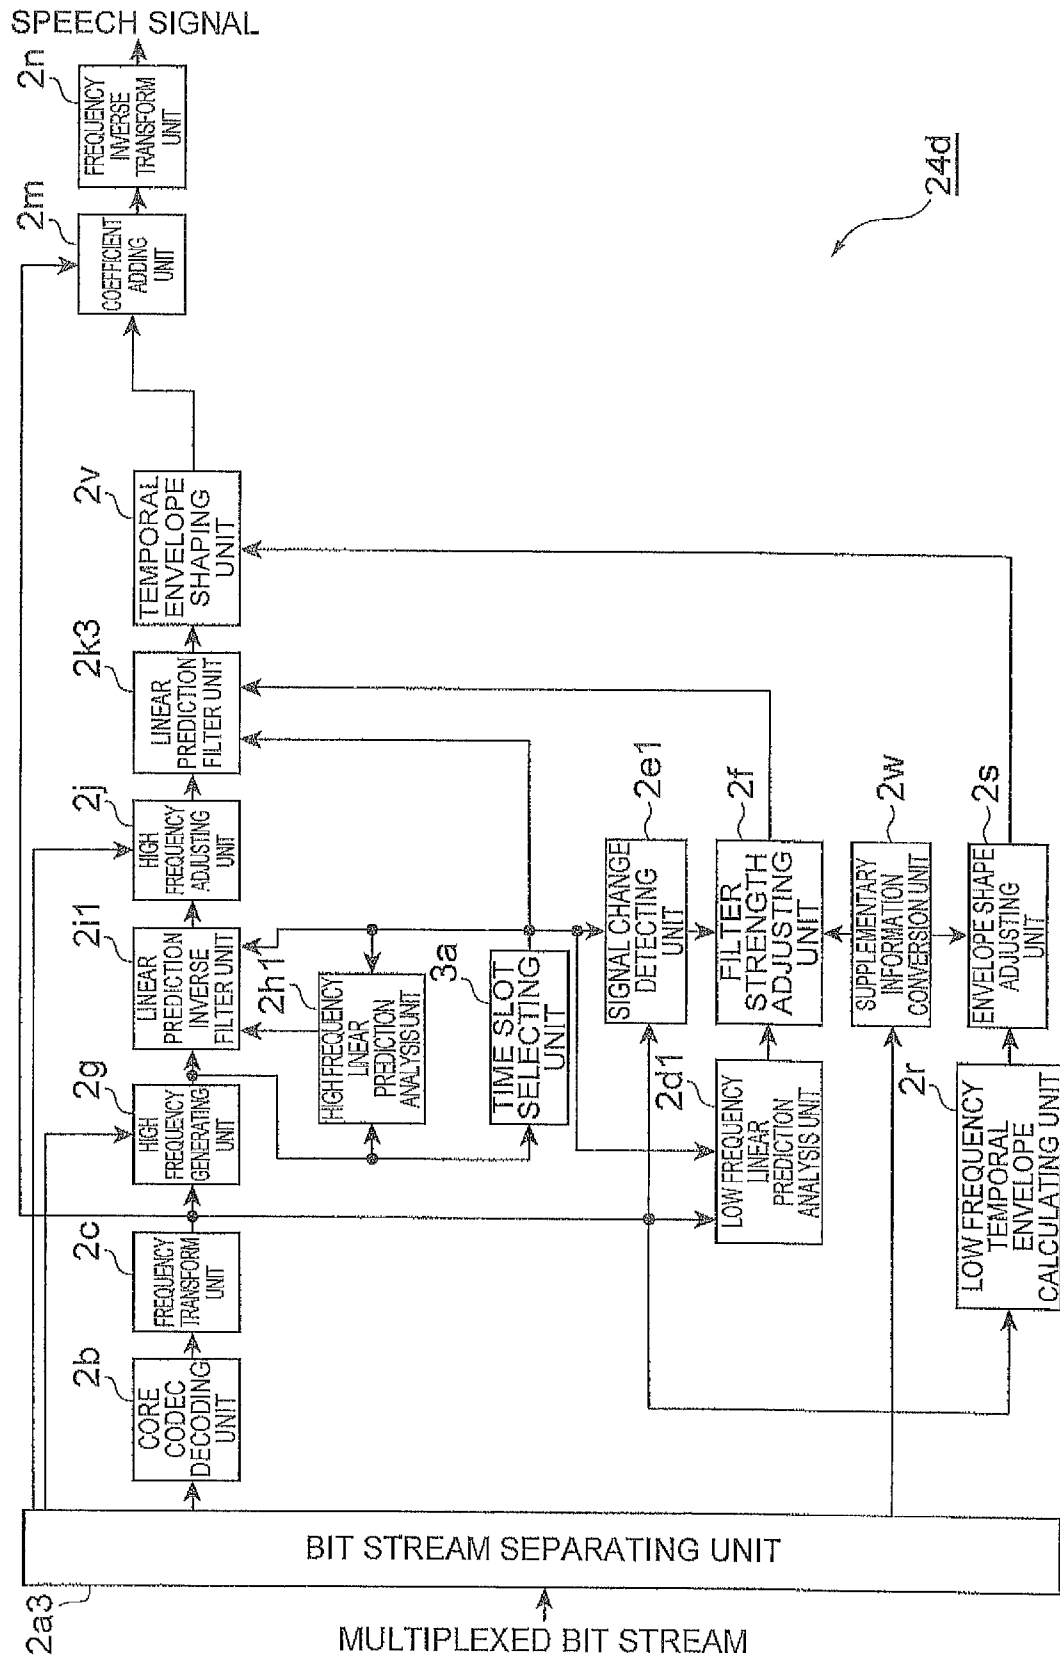 SPEECH SIGNAL
2n
FREQUENCY
INVERSE
TRANSFORM
UNIT
2m
COEFFICIENT
ADDING
UNIT
24d
2v
TEMPORAL
ENVELOPE
SHAPING
UNIT
2k3
LINEAR
PREDICTION
FILTER UNIT
2j
HIGH
FREQUENCY
ADJUSTING
UNIT
2i1
LINEAR
PREDICTION
INVERSE
FILTER UNIT
2h1
HIGH FREQUENCY
LINEAR
PREDICTION
ANALYSIS UNIT
3a
TIME SLOT
SELECTING
UNIT
2e1
SIGNAL CHANGE
DETECTING
UNIT
2f
FILTER
STRENGTH
ADJUSTING
UNIT
2w
SUPPLEMENTARY
INFORMATION
CONVERSION UNIT
2s
ENVELOPE SHAPE
ADJUSTING
UNIT
2g
HIGH
FREQUENCY
GENERATING
UNIT
2d1
LOW FREQUENCY
LINEAR
PREDICTION
ANALYSIS UNIT
2r
LOW FREQUENCY
TEMPORAL
ENVELOPE
CALCULATING UNIT
2c
FREQUENCY
TRANSFORM
UNIT
2b
CORE
CODEC
DECODING
UNIT
BIT STREAM SEPARATING UNIT
2a3
MULTIPLEXED BIT STREAM